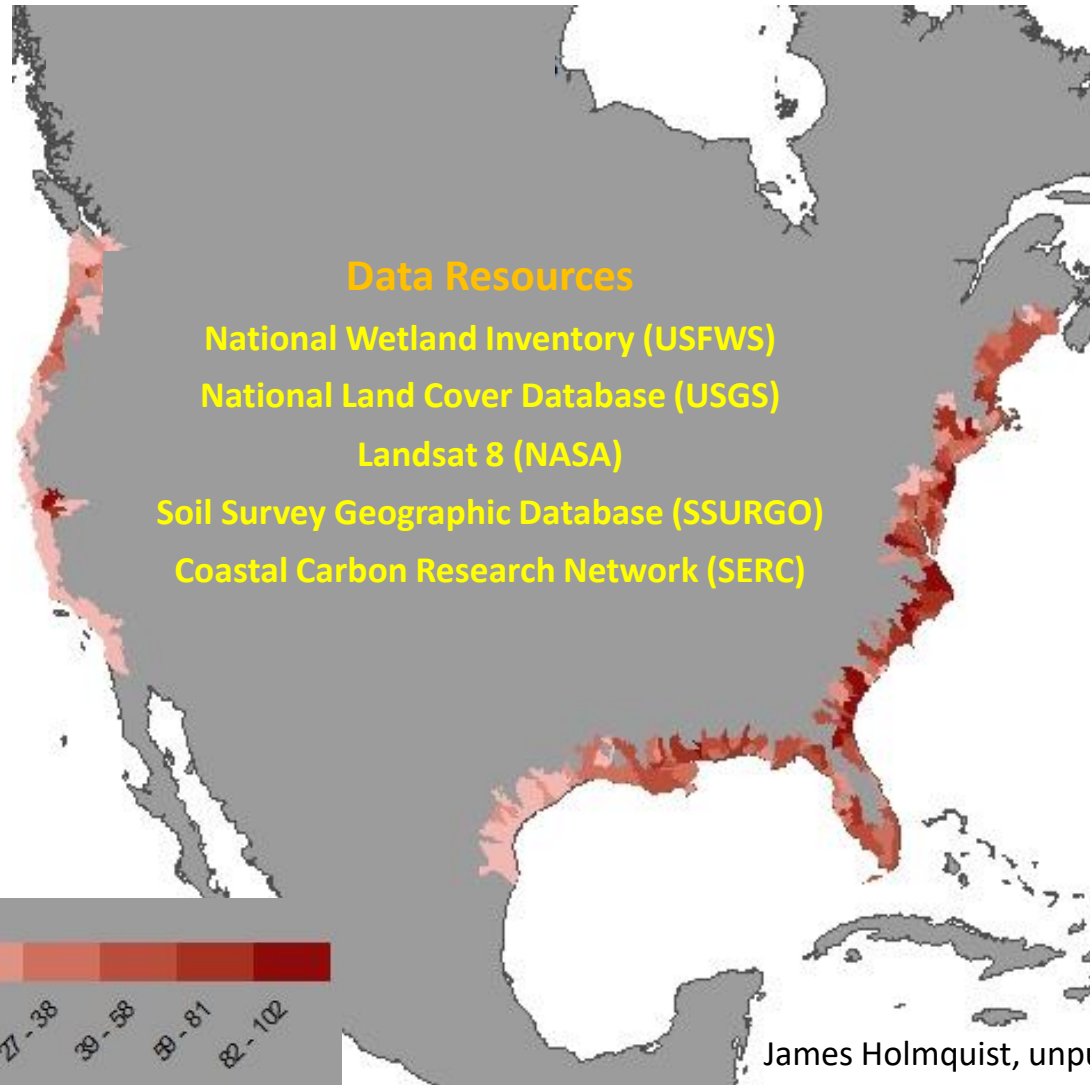 Data Resources
National Wetland Inventory (USFWS)
National Land Cover Database (USGS)
Landsat 8 (NASA)
Soil Survey Geographic Database (SSURGO)
Coastal Carbon Research Network (SERC)
27 - 38
39 - 58
59 - 81
82 - 102
James Holmquist, unpu